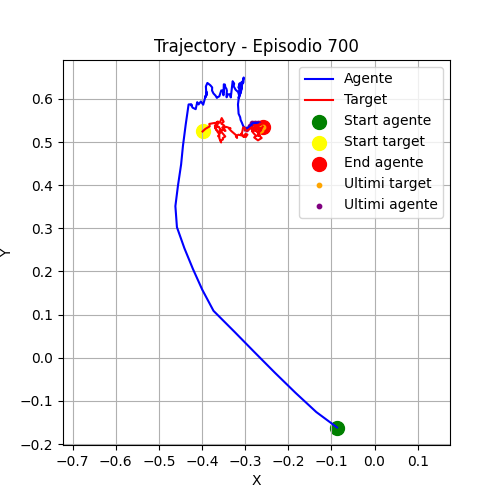 Trajectory - Episodio 700
Agente
Target
Start agente
Start target
End agente
Ultimi target
Ultimi agente
Y
0.6
0.5
0.4
0.3
0.2
0.1
0.0
−0.1
−0.2
−0.7 −0.6 −0.5 −0.4 −0.3 −0.2 −0.1 0.0 0.1
X